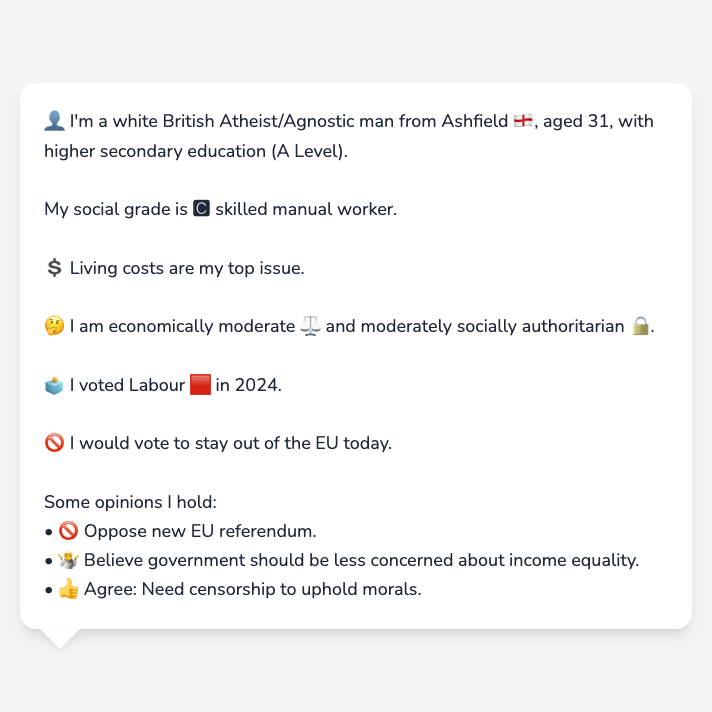 👤 I'm a white British Atheist/Agnostic man from Ashfield 🏴󠁧󠁢󠁥󠁮󠁧󠁿, aged 31, with
higher secondary education (A Level).
My social grade is 🅲 skilled manual worker.
💲 Living costs are my top issue.
🤔 I am economically moderate ⚖️ and moderately socially authoritarian 🔒.
🗳️ I voted Labour 🟥 in 2024.
🚫 I would vote to stay out of the EU today.
Some opinions I hold:
• 🚫 Oppose new EU referendum.
• 🤷 Believe government should be less concerned about income equality.
• 👍 Agree: Need censorship to uphold morals.